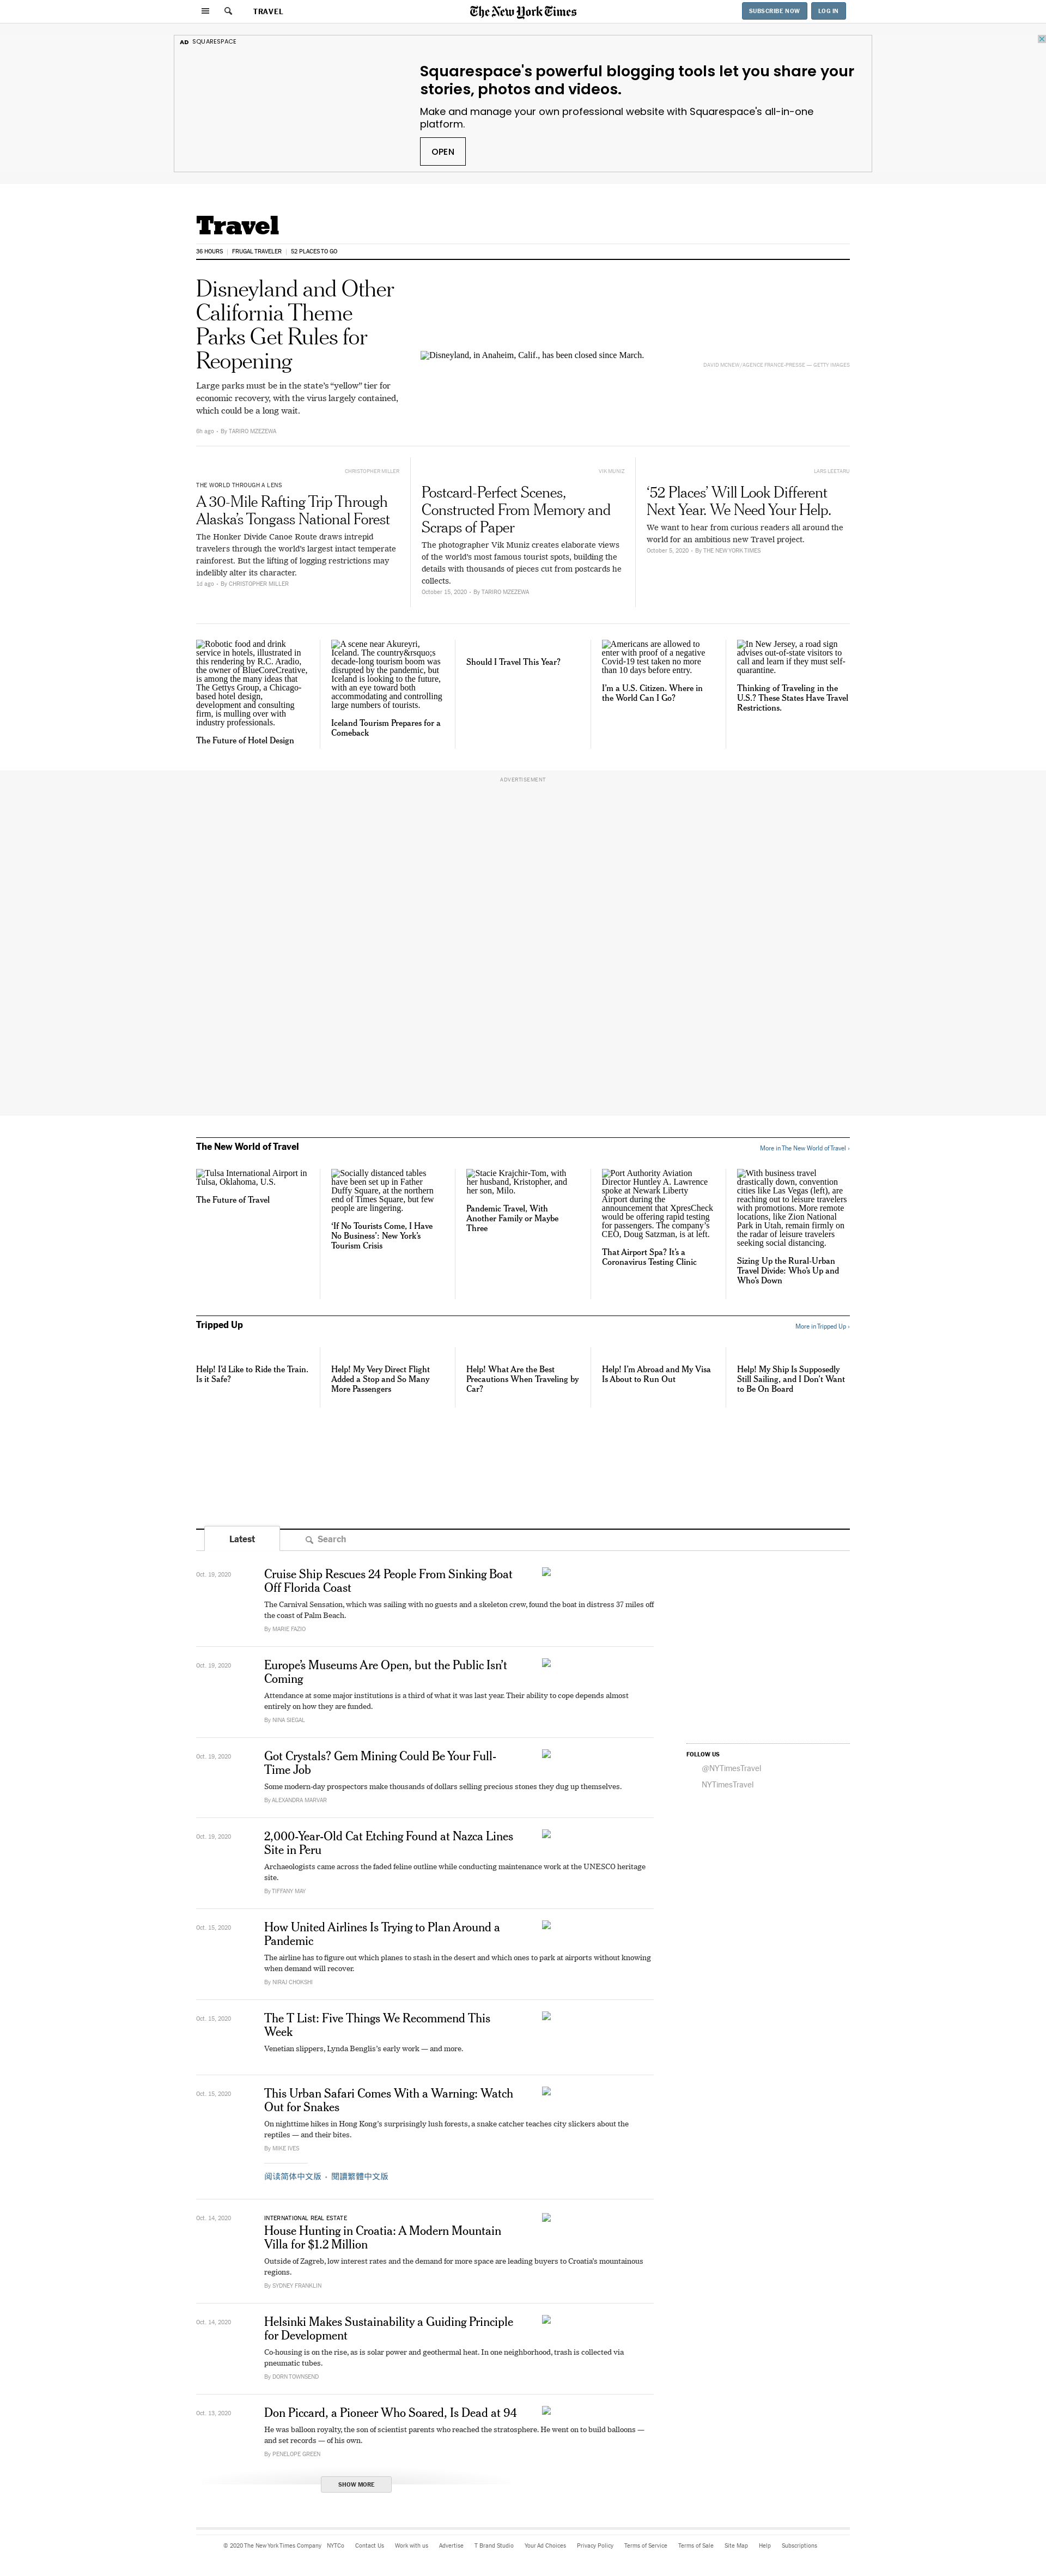 TRAVEL
The New York Times
SUBSCRIBE NOW
LOG IN
AD SQUARESPACE
Squarespace's powerful blogging tools let you share your
stories, photos and videos.
Make and manage your own professional website with Squarespace's all-in-one
platform.
OPEN
Travel
36 HOURS
FRUGAL TRAVELER
52 PLACES TO GO
Disneyland and Other
California Theme
Parks Get Rules for
Reopening
Large parks must be in the state's “yellow” tier for
economic recovery, with the virus largely contained,
which could be a long wait.
6h ago - By TARIRO MZEZEWA
Disneyland, in Anaheim, Calif., has been closed since March.
DAVID MCNEW/AGENCE FRANCE-PRESSE — GETTY IMAGES
CHRISTOPHER MILLER
THE WORLD THROUGH A LENS
A 30-Mile Rafting Trip Through
Alaska’s Tongass National Forest
The Honker Divide Canoe Route draws intrepid
travelers through the world’s largest intact temperate
rainforest. But the lifting of logging restrictions may
indelibly alter its character.
1d ago - By CHRISTOPHER MILLER
VIK MUNIZ
Postcard-Perfect Scenes,
Constructed From Memory and
Scraps of Paper
The photographer Vik Muniz creates elaborate views
of the world’s most famous tourist spots, building the
details with thousands of pieces cut from postcards he
collects.
October 15, 2020 - By TARIRO MZEZEWA
LARS LEETARU
‘52 Places’ Will Look Different
Next Year. We Need Your Help.
We want to hear from curious readers all around the
world for an ambitious new Travel project.
October 5, 2020 - By THE NEW YORK TIMES
Robotic food and drink
service in hotels, illustrated in
this rendering by R.C. Aradio,
the owner of BlueCoreCreative,
is among the many ideas that
The Gettys Group, a Chicago-
based hotel design,
development and consulting
firm, is mulling over with
industry professionals.
The Future of Hotel Design
A scene near Akureyri,
Iceland. The country&rsquo;s
decade-long tourism boom was
disrupted by the pandemic, but
Iceland is looking to the future,
with an eye toward both
accommodating and controlling
large numbers of tourists.
Iceland Tourism Prepares for a
Comeback
Should I Travel This Year?
Americans are allowed to
enter with proof of a negative
Covid-19 test taken no more
than 10 days before entry.
I’m a U.S. Citizen. Where in
the World Can I Go?
In New Jersey, a road sign
advises out-of-state visitors to
call and learn if they must self-
quarantine.
Thinking of Traveling in the
U.S.? These States Have Travel
Restrictions.
ADVERTISEMENT
The New World of Travel
More in The New World of Travel ›
Tulsa International Airport in
Tulsa, Oklahoma, U.S.
The Future of Travel
Socially distanced tables
have been set up in Father
Duffy Square, at the northern
end of Times Square, but few
people are lingering.
‘If No Tourists Come, I Have
No Business’: New York’s
Tourism Crisis
Stacie Krajchir-Tom, with
her husband, Kristopher, and
her son, Milo.
Pandemic Travel, With
Another Family or Maybe
Three
Port Authority Aviation
Director Huntley A. Lawrence
spoke at Newark Liberty
Airport during the
announcement that XpresCheck
would be offering rapid testing
for passengers. The company’s
CEO, Doug Satzman, is at left.
That Airport Spa? It’s a
Coronavirus Testing Clinic
With business travel
drastically down, convention
cities like Las Vegas (left), are
reaching out to leisure travelers
with promotions. More remote
locations, like Zion National
Park in Utah, remain firmly on
the radar of leisure travelers
seeking social distancing.
Sizing Up the Rural-Urban
Travel Divide: Who’s Up and
Who’s Down
Tripped Up
More in Tripped Up ›
Help! I’d Like to Ride the Train.
Is it Safe?
Help! My Very Direct Flight
Added a Stop and So Many
More Passengers
Help! What Are the Best
Precautions When Traveling by
Car?
Help! I’m Abroad and My Visa
Is About to Run Out
Help! My Ship Is Supposedly
Still Sailing, and I Don’t Want
to Be On Board
Latest
Search
Oct. 19, 2020
Cruise Ship Rescues 24 People From Sinking Boat
Off Florida Coast
The Carnival Sensation, which was sailing with no guests and a skeleton crew, found the boat in distress 37 miles off
the coast of Palm Beach.
By MARIE FAZIO
Oct. 19, 2020
Europe’s Museums Are Open, but the Public Isn’t
Coming
Attendance at some major institutions is a third of what it was last year. Their ability to cope depends almost
entirely on how they are funded.
By NINA SIEGAL
Oct. 19, 2020
Got Crystals? Gem Mining Could Be Your Full-
Time Job
Some modern-day prospectors make thousands of dollars selling precious stones they dug up themselves.
By ALEXANDRA MARVAR
FOLLOW US
@NYTimesTravel
NYTimesTravel
Oct. 19, 2020
2,000-Year-Old Cat Etching Found at Nazca Lines
Site in Peru
Archaeologists came across the faded feline outline while conducting maintenance work at the UNESCO heritage
site.
By TIFFANY MAY
Oct. 15, 2020
How United Airlines Is Trying to Plan Around a
Pandemic
The airline has to figure out which planes to stash in the desert and which ones to park at airports without knowing
when demand will recover.
By NIRAJ CHOKSHI
Oct. 15, 2020
The T List: Five Things We Recommend This
Week
Venetian slippers, Lynda Benglis’s early work — and more.
Oct. 15, 2020
This Urban Safari Comes With a Warning: Watch
Out for Snakes
On nighttime hikes in Hong Kong’s surprisingly lush forests, a snake catcher teaches city slickers about the
reptiles — and their bites.
By MIKE IVES
阅读简体中文版 - 閱讀繁體中文版
Oct. 14, 2020
INTERNATIONAL REAL ESTATE
House Hunting in Croatia: A Modern Mountain
Villa for $1.2 Million
Outside of Zagreb, low interest rates and the demand for more space are leading buyers to Croatia’s mountainous
regions.
By SYDNEY FRANKLIN
Oct. 14, 2020
Helsinki Makes Sustainability a Guiding Principle
for Development
Co-housing is on the rise, as is solar power and geothermal heat. In one neighborhood, trash is collected via
pneumatic tubes.
By DORN TOWNSEND
Oct. 13, 2020
Don Piccard, a Pioneer Who Soared, Is Dead at 94
He was balloon royalty, the son of scientist parents who reached the stratosphere. He went on to build balloons —
and set records — of his own.
By PENELOPE GREEN
SHOW MORE
© 2020 The New York Times Company NYTCo Contact Us Work with us Advertise T Brand Studio Your Ad Choices Privacy Policy Terms of Service Terms of Sale Site Map Help Subscriptions